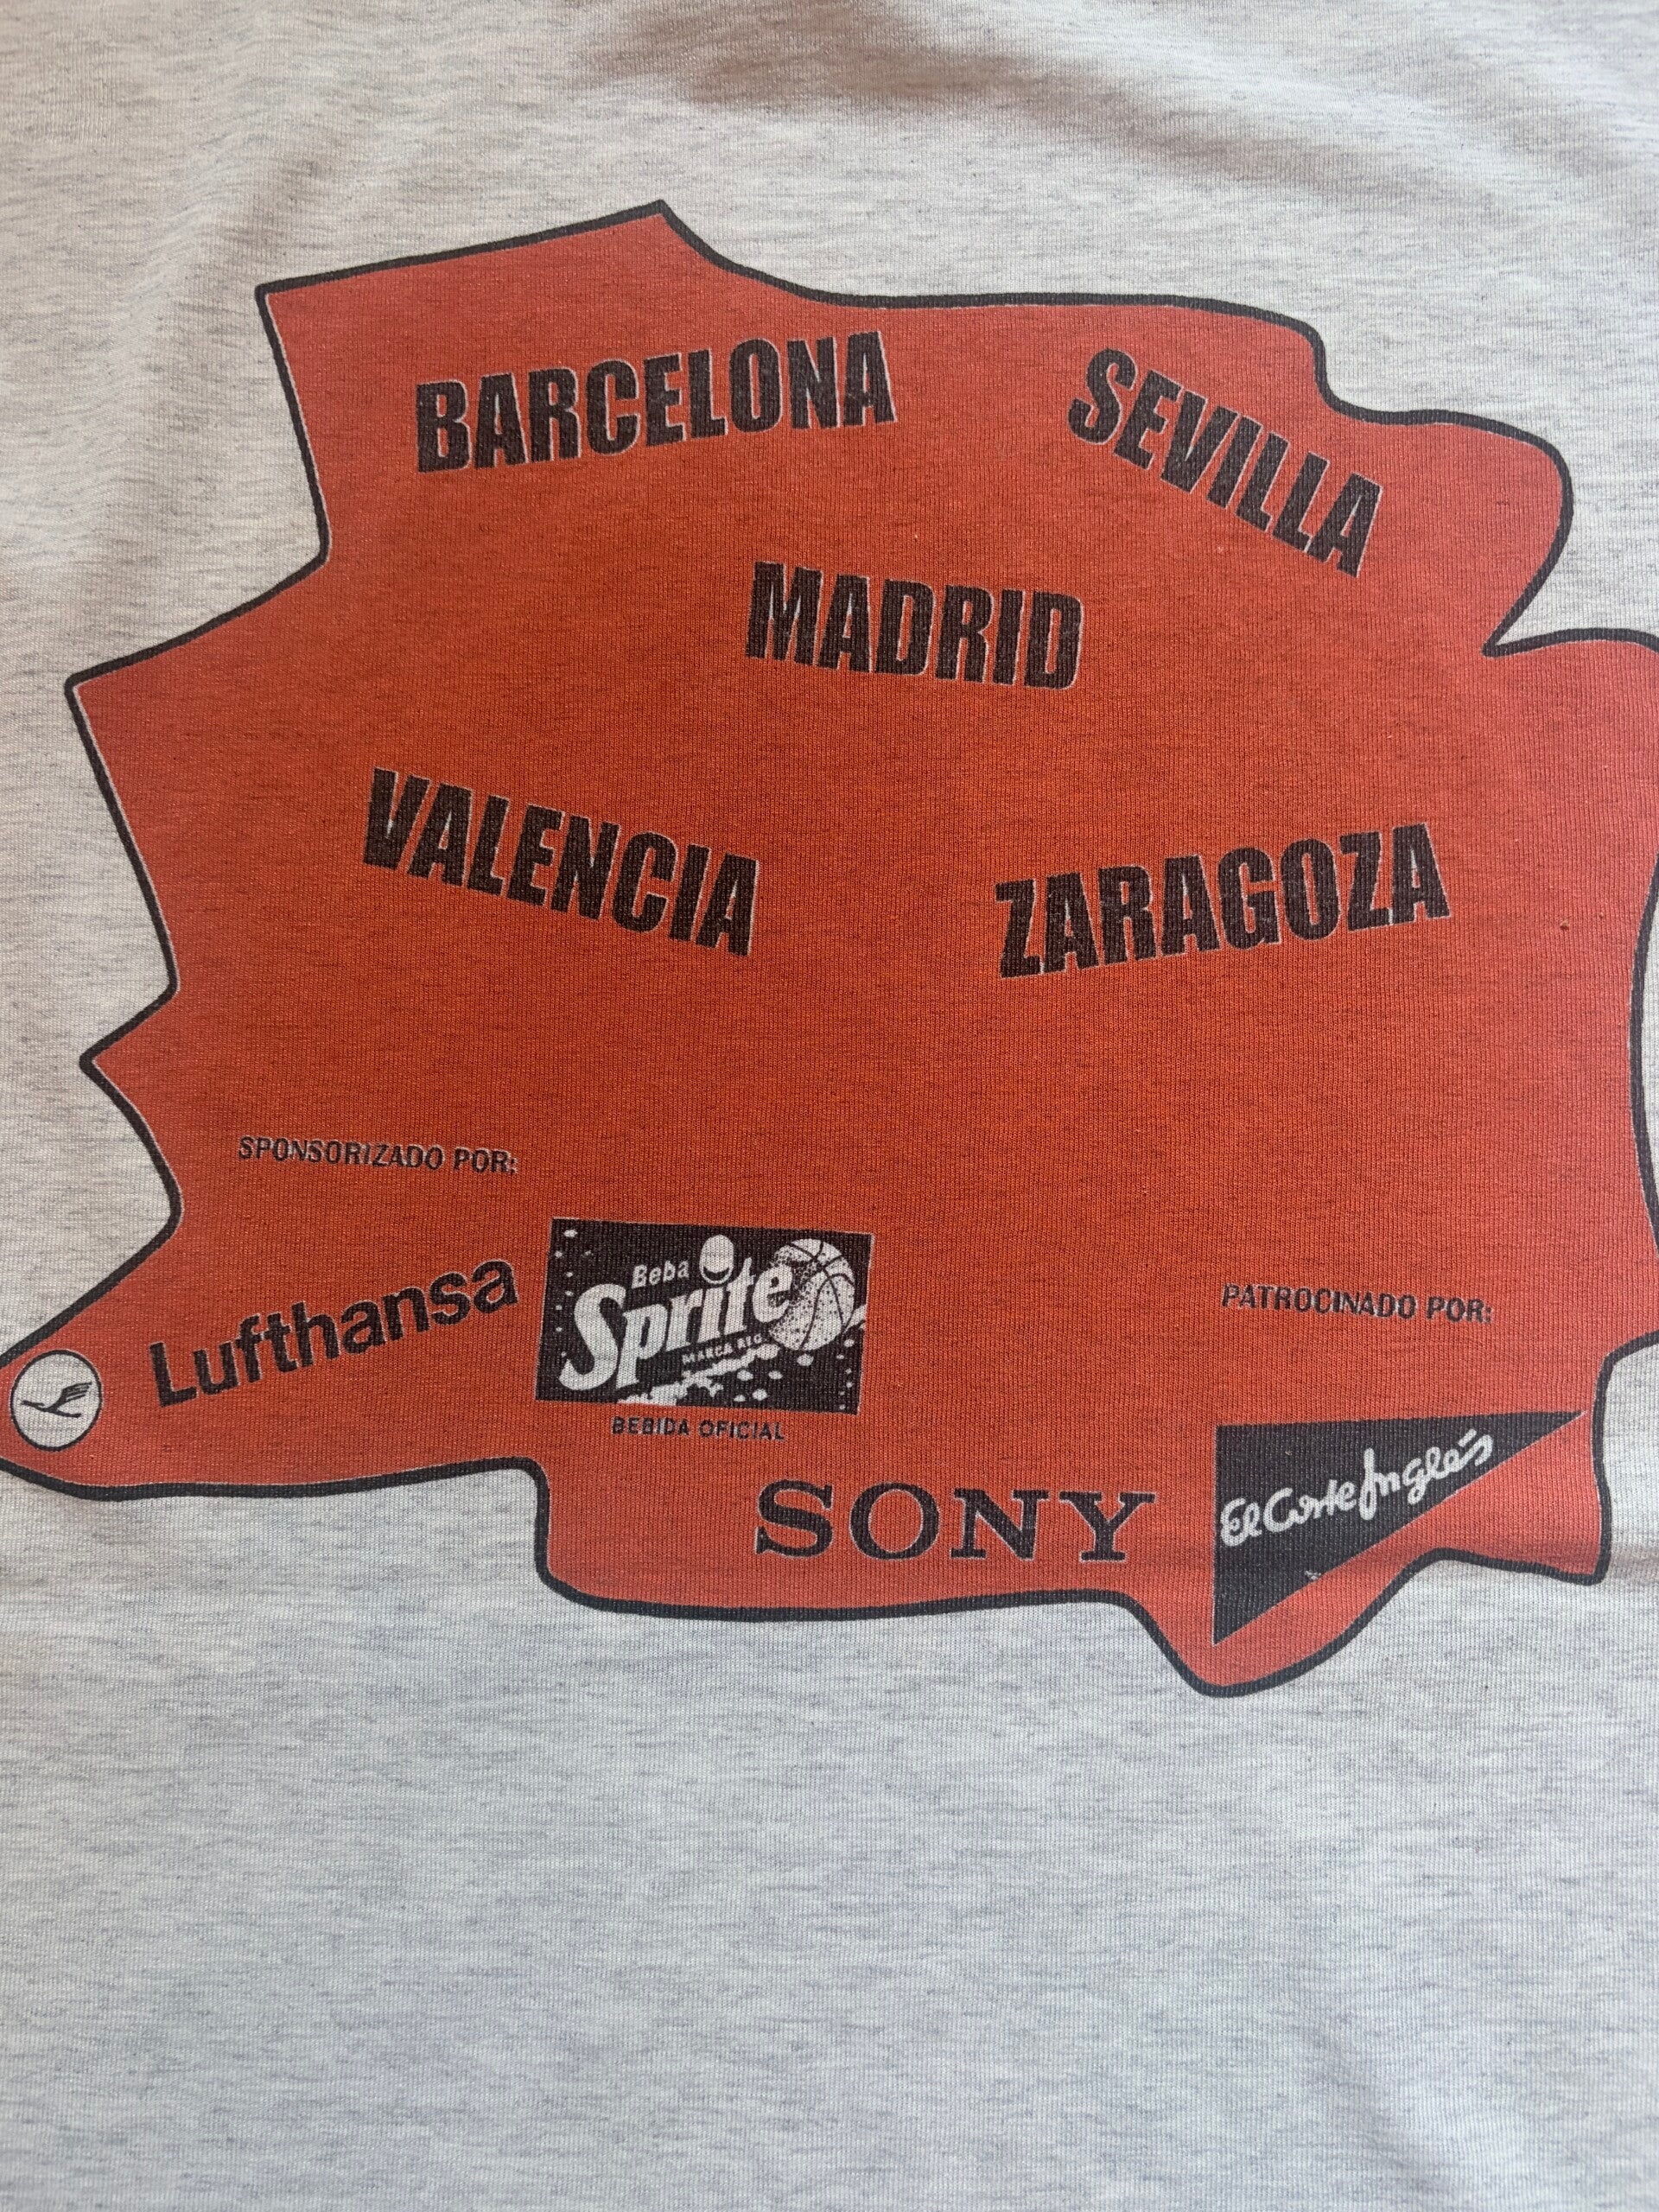 BARCELONA
SEVILLA
MADRID
VALENCIA
ZARAGOZA
SPONSORIZADO POR:
Lufthansa
Beba
Sprite
MARCA REG.
BEBIDA OFICIAL
SONY
PATROCINADO POR:
El Corte Inglés